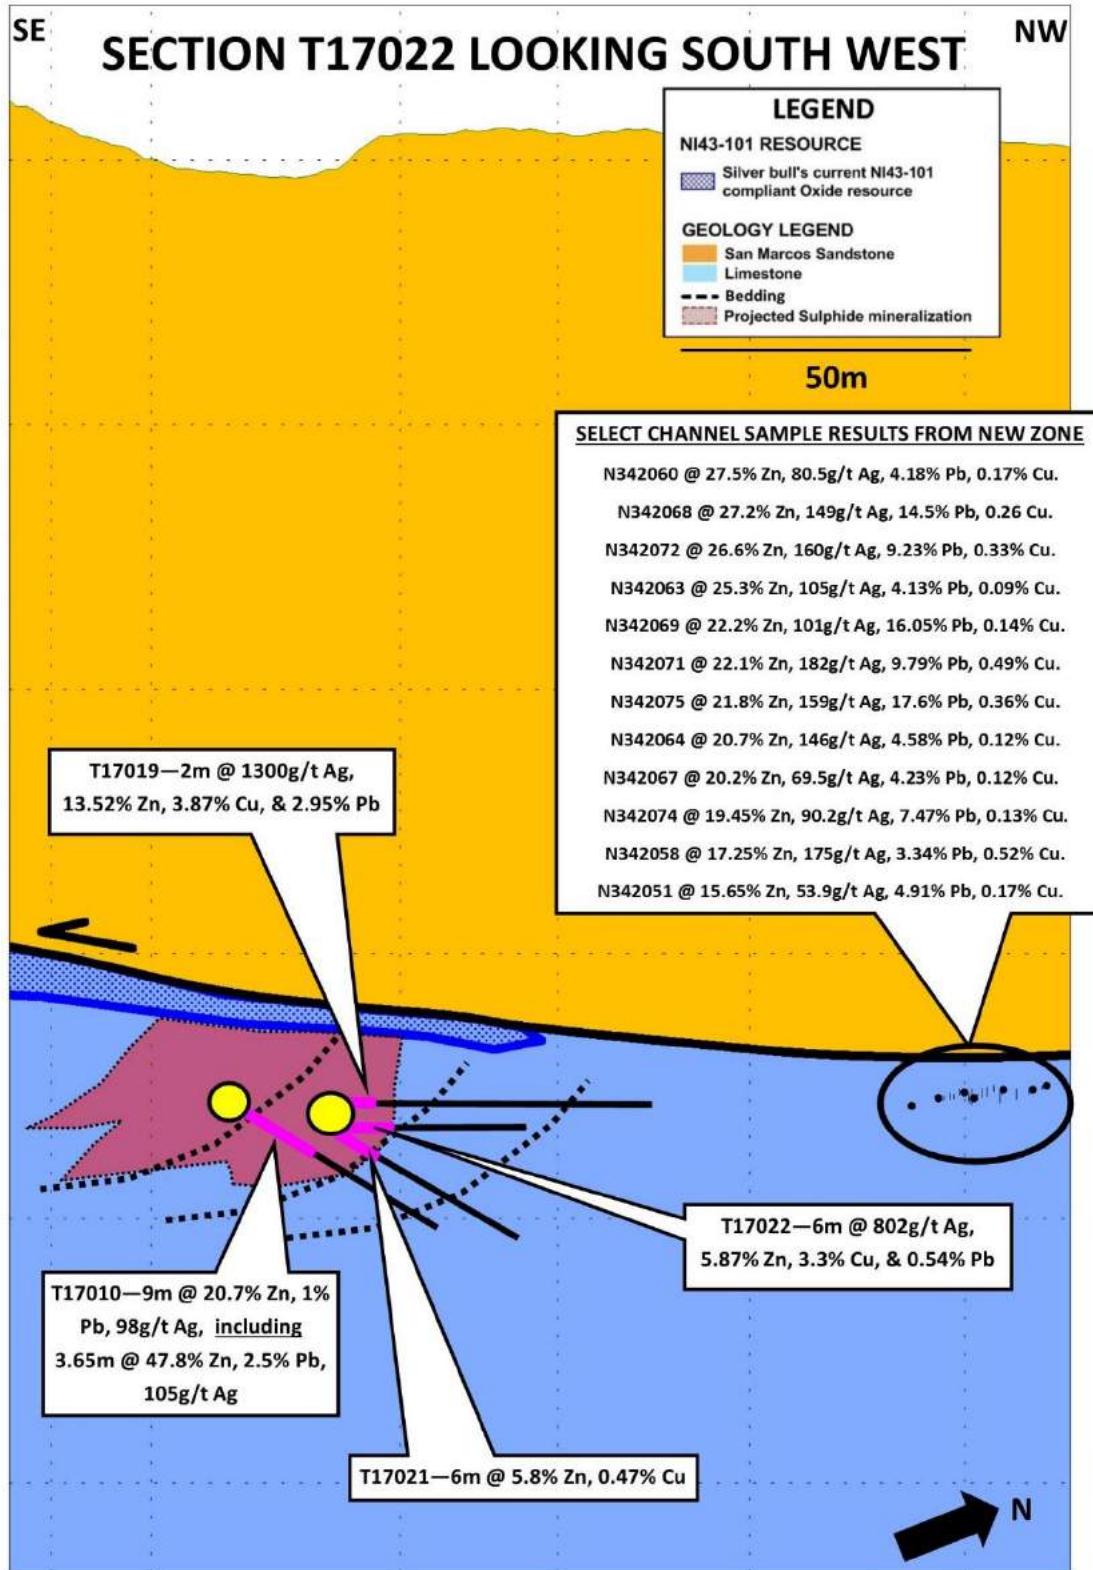 SE
NW
SECTION T17022 LOOKING SOUTH WEST
LEGEND
NI43-101 RESOURCE
Silver bull's current NI43-101
compliant Oxide resource
GEOLOGY LEGEND
San Marcos Sandstone
Limestone
Bedding
Projected Sulphide mineralization
50m
SELECT CHANNEL SAMPLE RESULTS FROM NEW ZONE
N342060 @ 27.5% Zn, 80.5g/t Ag, 4.18% Pb, 0.17% Cu.
N342068 @ 27.2% Zn, 149g/t Ag, 14.5% Pb, 0.26 Cu.
N342072 @ 26.6% Zn, 160g/t Ag, 9.23% Pb, 0.33% Cu.
N342063 @ 25.3% Zn, 105g/t Ag, 4.13% Pb, 0.09% Cu.
N342069 @ 22.2% Zn, 101g/t Ag, 16.05% Pb, 0.14% Cu.
N342071 @ 22.1% Zn, 182g/t Ag, 9.79% Pb, 0.49% Cu.
N342075 @ 21.8% Zn, 159g/t Ag, 17.6% Pb, 0.36% Cu.
N342064 @ 20.7% Zn, 146g/t Ag, 4.58% Pb, 0.12% Cu.
N342067 @ 20.2% Zn, 69.5g/t Ag, 4.23% Pb, 0.12% Cu.
N342074 @ 19.45% Zn, 90.2g/t Ag, 7.47% Pb, 0.13% Cu.
N342058 @ 17.25% Zn, 175g/t Ag, 3.34% Pb, 0.52% Cu.
N342051 @ 15.65% Zn, 53.9g/t Ag, 4.91% Pb, 0.17% Cu.
T17019—2m @ 1300g/t Ag,
13.52% Zn, 3.87% Cu, & 2.95% Pb
T17022—6m @ 802g/t Ag,
5.87% Zn, 3.3% Cu, & 0.54% Pb
T17010—9m @ 20.7% Zn, 1%
Pb, 98g/t Ag, including
3.65m @ 47.8% Zn, 2.5% Pb,
105g/t Ag
T17021—6m @ 5.8% Zn, 0.47% Cu
N